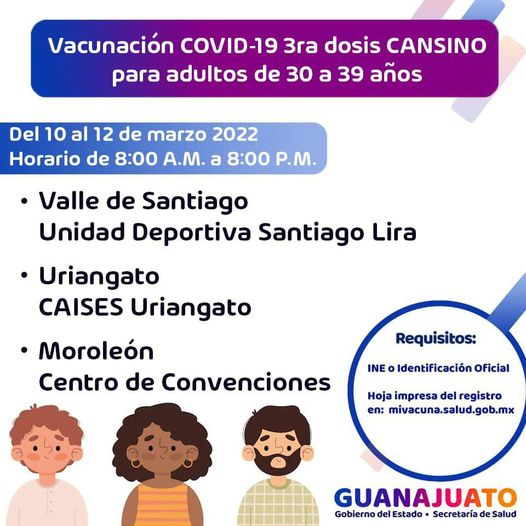 Vacunación COVID-19 3ra dosis CANSINO
para adultos de 30 a 39 años
Del 10 al 12 de marzo 2022
Horario de 8:00 A.M. a 8:00 P.M.
• Valle de Santiago
Unidad Deportiva Santiago Lira
• Uriangato
CAISES Uriangato
• Moroleón
Centro de Convenciones
Requisitos:
INE o Identificación Oficial
Hoja impresa del registro
en: mivacuna.salud.gob.mx
GUANAJUATO
Gobierno del Estado • Secretaría de Salud